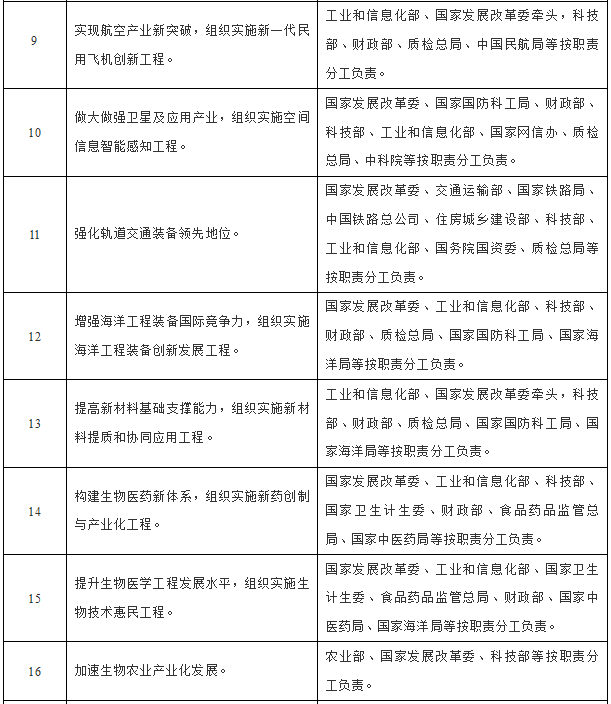 9
实现航空产业新突破，组织实施新一代民
用飞机创新工程。
工业和信息化部、国家发展改革委牵头，科技
部、财政部、质检总局、中国民航局等按职责
分工负责。
10
做大做强卫星及应用产业，组织实施空间
信息智能感知工程。
国家发展改革委、国家国防科工局、财政部、
科技部、工业和信息化部、国家网信办、质检
总局、中科院等按职责分工负责。
11
强化轨道交通装备领先地位。
国家发展改革委、交通运输部、国家铁路局、
中国铁路总公司、住房城乡建设部、科技部、
工业和信息化部、国务院国资委、质检总局等
按职责分工负责。
12
增强海洋工程装备国际竞争力，组织实施
海洋工程装备创新发展工程。
国家发展改革委、工业和信息化部、科技部、
财政部、质检总局、国家国防科工局、国家海
洋局等按职责分工负责。
13
提高新材料基础支撑能力，组织实施新材
料提质和协同应用工程。
工业和信息化部、国家发展改革委牵头，科技
部、财政部、质检总局、国家国防科工局、国
家海洋局等按职责分工负责。
14
构建生物医药新体系，组织实施新药创制
与产业化工程。
国家发展改革委、工业和信息化部、科技部、
国家卫生计生委、财政部、食品药品监管总
局、国家中医药局等按职责分工负责。
15
提升生物医学工程发展水平，组织实施生
物技术惠民工程。
国家发展改革委、工业和信息化部、国家卫生
计生委、食品药品监管总局、财政部、国家中
医药局、国家海洋局等按职责分工负责。
16
加速生物农业产业化发展。
农业部、国家发展改革委、科技部等按职责分
工负责。